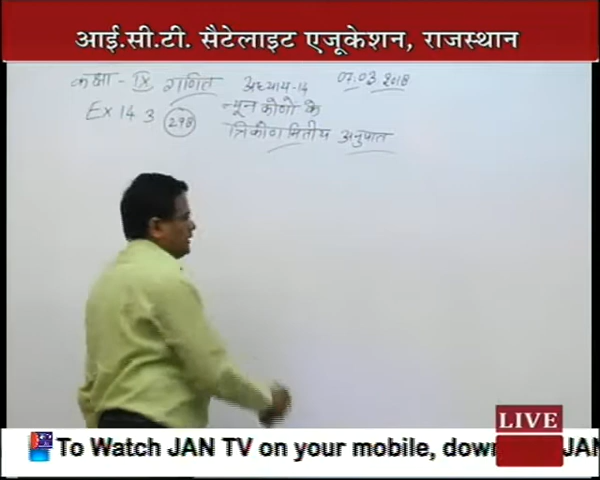 आई.सी.टी. सैटेलाइट एजूकेशन, राजस्थान
कक्षा - IX गणित अध्याय-14 07.03.2018
Ex 14 3 298 न्यून कोणो के
त्रिकोणमितीय अनुपात
LIVE
To Watch JAN TV on your mobile, down JAN